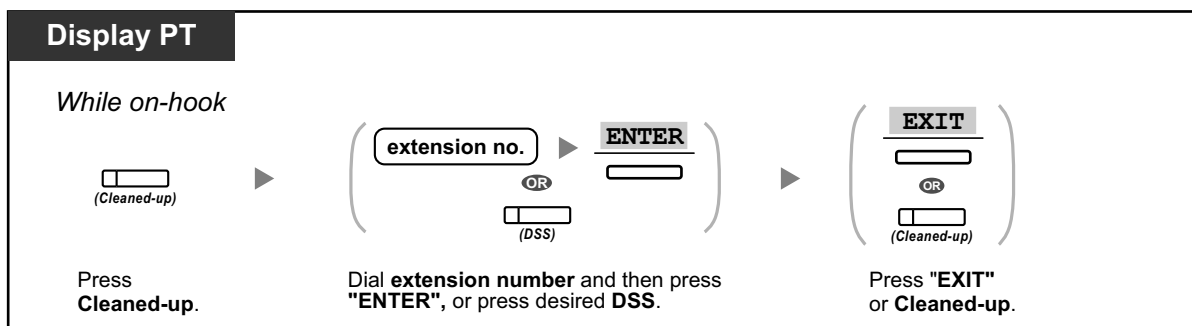 Display PT
While on-hook
extension no.
ENTER
EXIT
OR
OR
(Cleaned-up)
(DSS)
(Cleaned-up)
Press
Cleaned-up.
Dial extension number and then press
"ENTER", or press desired DSS.
Press "EXIT"
or Cleaned-up.